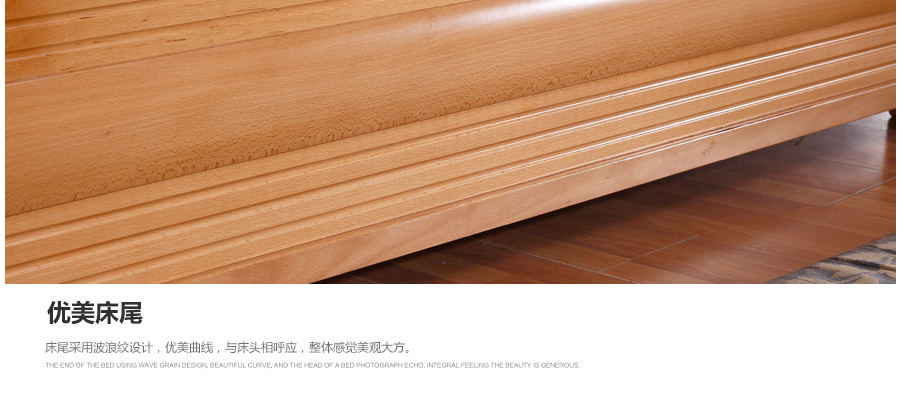 优美床尾
床尾采用波浪纹设计，优美曲线，与床头相呼应，整体感觉美观大方。
THE END OF THE BED USING WAVE GRAIN DESIGN, BEAUTIFUL CURVE, AND THE HEAD OF A BED PHOTOGRAPH ECHO, INTEGRAL FEELING THE BEAUTY IS GENEROUS.